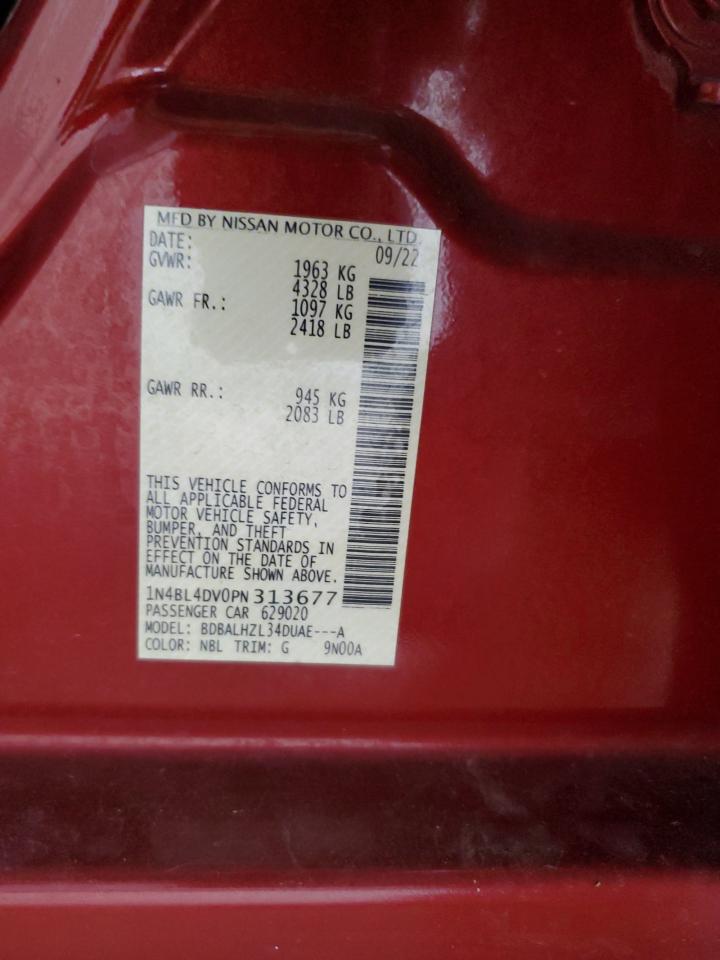 MFD BY NISSAN MOTOR CO., LTD.
DATE: 09/22
GVWR: 1963 KG
4328 LB
GAWR FR.: 1097 KG
2418 LB
GAWR RR.: 945 KG
2083 LB
THIS VEHICLE CONFORMS TO
ALL APPLICABLE FEDERAL
MOTOR VEHICLE SAFETY,
BUMPER, AND THEFT
PREVENTION STANDARDS IN
EFFECT ON THE DATE OF
MANUFACTURE SHOWN ABOVE.
1N4BL4DV0PN313677
PASSENGER CAR 629020
MODEL: BDBALHZL34DUAE---A
COLOR: NBL TRIM: G 9N00A